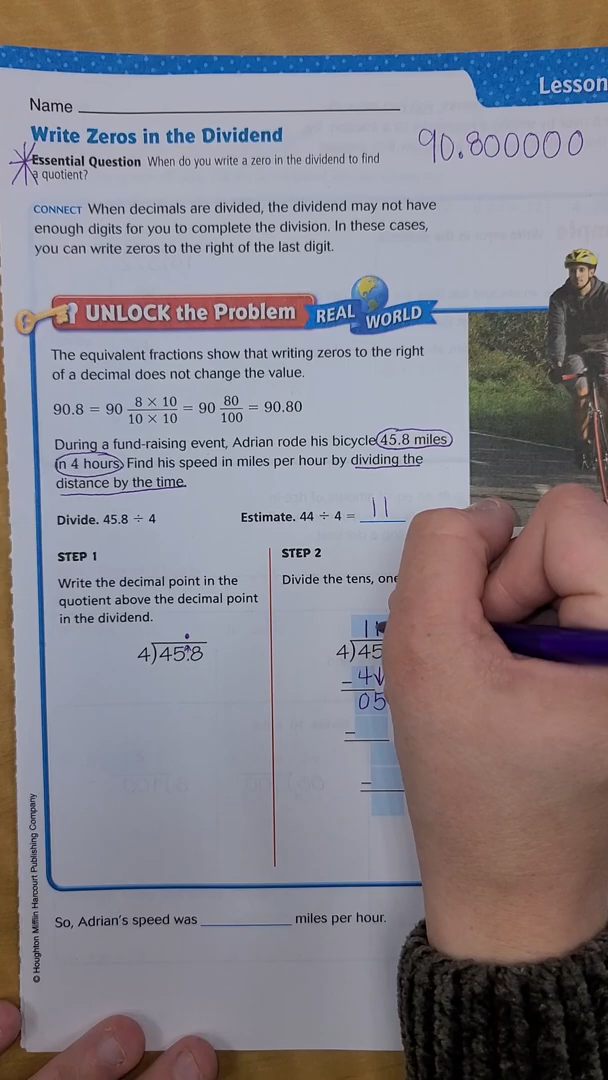 Lesson
Name
Write Zeros in the Dividend
90.800000
Essential Question When do you write a zero in the dividend to find
a quotient?
CONNECT When decimals are divided, the dividend may not have
enough digits for you to complete the division. In these cases,
you can write zeros to the right of the last digit.
UNLOCK the Problem REAL WORLD
The equivalent fractions show that writing zeros to the right
of a decimal does not change the value.
90.8 = 90 8 × 10 / 10 × 10 = 90 80 / 100 = 90.80
During a fund-raising event, Adrian rode his bicycle 45.8 miles
in 4 hours. Find his speed in miles per hour by dividing the
distance by the time.
Divide. 45.8 ÷ 4
Estimate. 44 ÷ 4 = 11
STEP 1
Write the decimal point in the
quotient above the decimal point
in the dividend.
.
4)45.8
STEP 2
Divide the tens, one
11
4)45
- 4
05
-
-
So, Adrian's speed was ____ miles per hour.
© Houghton Mifflin Harcourt Publishing Company